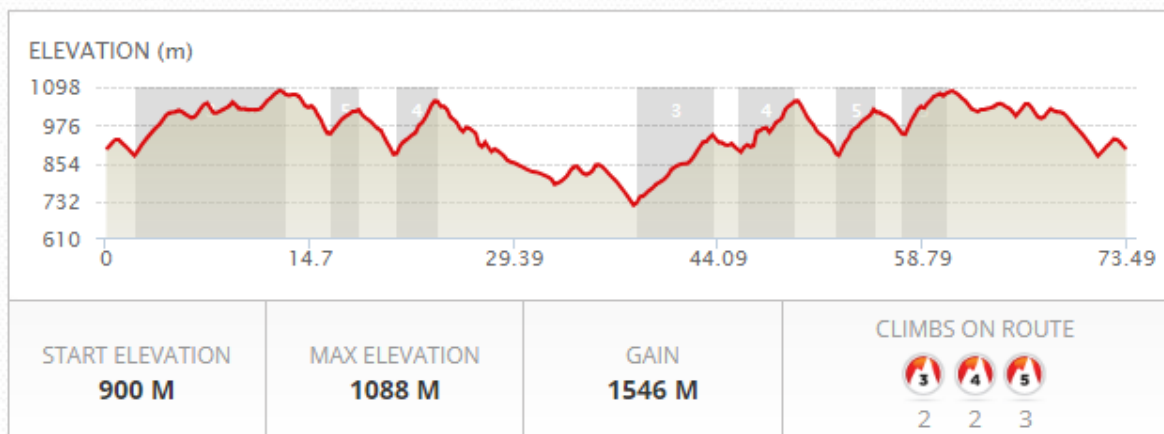 ELEVATION (m)
1098
976
854
732
610
5
4
3
4
5
0
14.7
29.39
44.09
58.79
73.49
START ELEVATION
900 M
MAX ELEVATION
1088 M
GAIN
1546 M
CLIMBS ON ROUTE
3 4 5
2 2 3